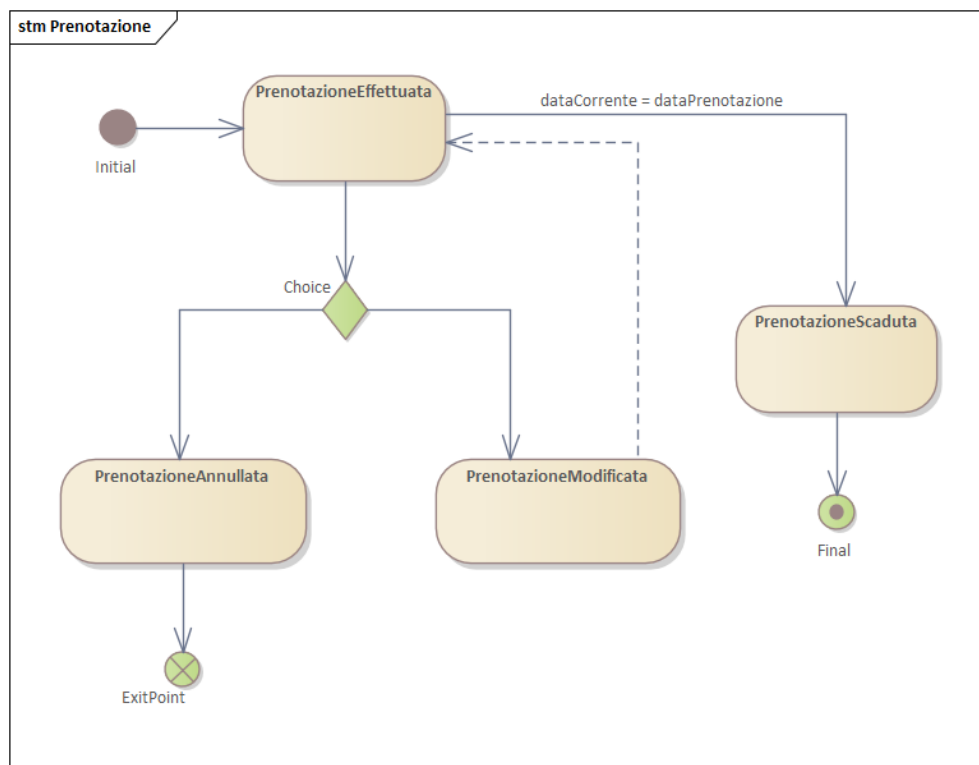 stm Prenotazione
PrenotazioneEffettuata
dataCorrente = dataPrenotazione
Initial
Choice
PrenotazioneScaduta
PrenotazioneAnnullata
PrenotazioneModificata
Final
ExitPoint